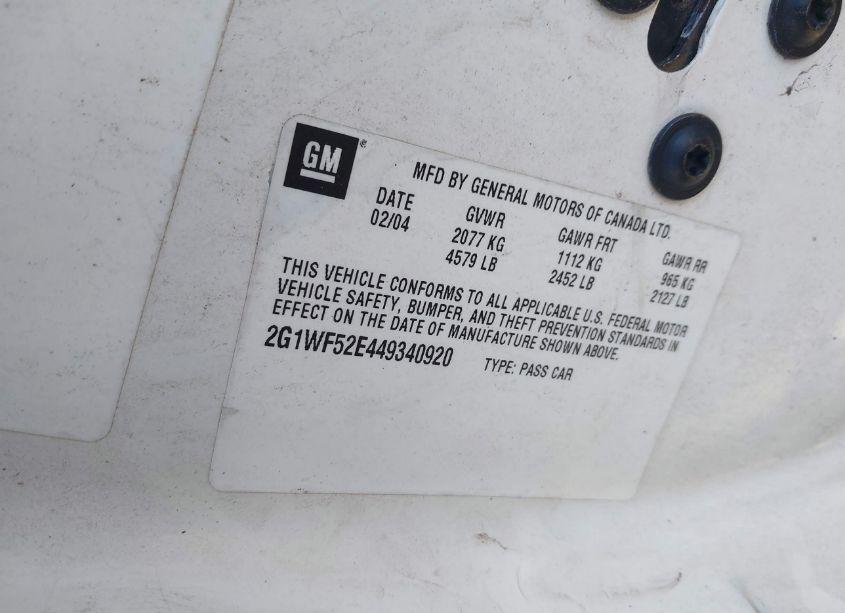 GM
MFD BY GENERAL MOTORS OF CANADA LTD.
DATE GVWR GAWR FRT GAWR RR
02/04 2077 KG 1112 KG 965 KG
4579 LB 2452 LB 2127 LB
THIS VEHICLE CONFORMS TO ALL APPLICABLE U.S. FEDERAL MOTOR
VEHICLE SAFETY, BUMPER, AND THEFT PREVENTION STANDARDS IN
EFFECT ON THE DATE OF MANUFACTURE SHOWN ABOVE.
2G1WF52E449340920 TYPE: PASS CAR